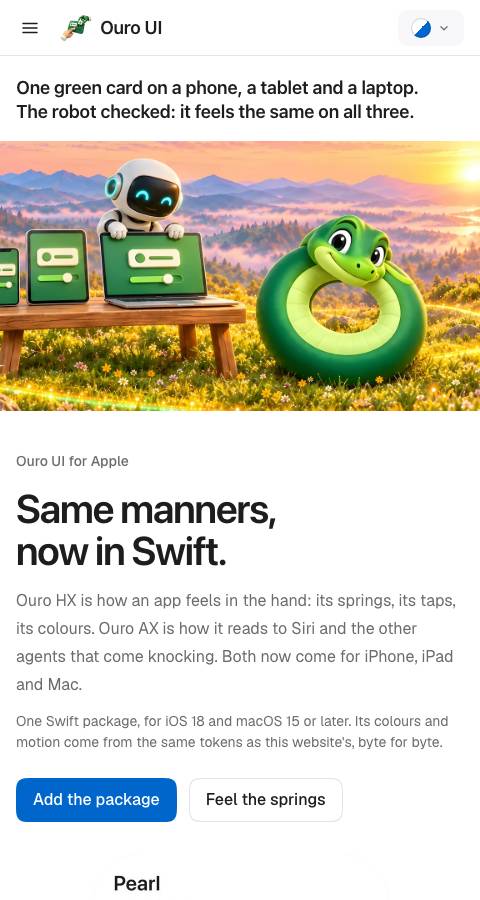 Ouro UI
One green card on a phone, a tablet and a laptop.
The robot checked: it feels the same on all three.
Ouro UI for Apple
Same manners,
now in Swift.
Ouro HX is how an app feels in the hand: its springs, its taps,
its colours. Ouro AX is how it reads to Siri and the other
agents that come knocking. Both now come for iPhone, iPad
and Mac.
One Swift package, for iOS 18 and macOS 15 or later. Its colours and
motion come from the same tokens as this website's, byte for byte.
Add the package
Feel the springs
Pearl